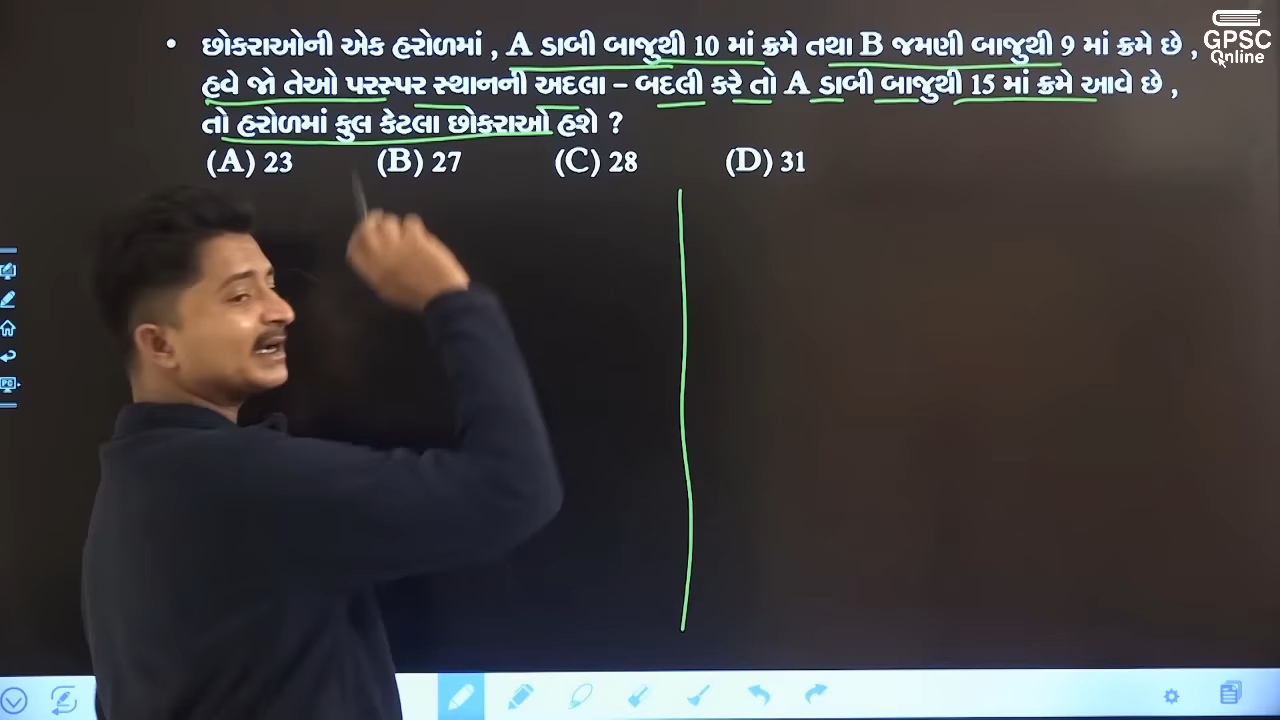 • છોકરાઓની એક હરોળમાં , A ડાબી બાજુથી 10 માં ક્રમે તથા B જમણી બાજુથી 9 માં ક્રમે છે ,
હવે જો તેઓ પરસ્પર સ્થાનની અદલા – બદલી કરે તો A ડાબી બાજુથી 15 માં ક્રમે આવે છે ,
તો હરોળમાં કુલ કેટલા છોકરાઓ હશે ?
(A) 23 (B) 27 (C) 28 (D) 31
GPSC
Online
PG